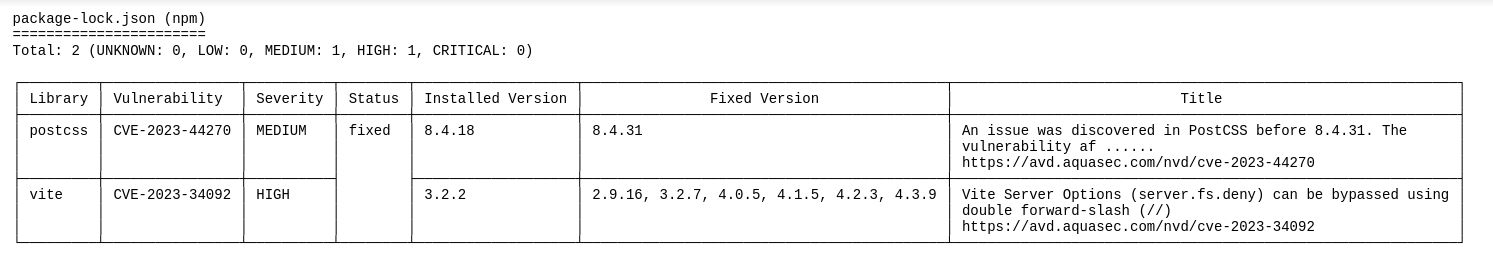 package-lock.json (npm)
=======================
Total: 2 (UNKNOWN: 0, LOW: 0, MEDIUM: 1, HIGH: 1, CRITICAL: 0)
Library Vulnerability Severity Status Installed Version Fixed Version Title
postcss CVE-2023-44270 MEDIUM fixed 8.4.18 8.4.31 An issue was discovered in PostCSS before 8.4.31. The
vulnerability af ......
https://avd.aquasec.com/nvd/cve-2023-44270
vite CVE-2023-34092 HIGH 3.2.2 2.9.16, 3.2.7, 4.0.5, 4.1.5, 4.2.3, 4.3.9 Vite Server Options (server.fs.deny) can be bypassed using
double forward-slash (//)
https://avd.aquasec.com/nvd/cve-2023-34092